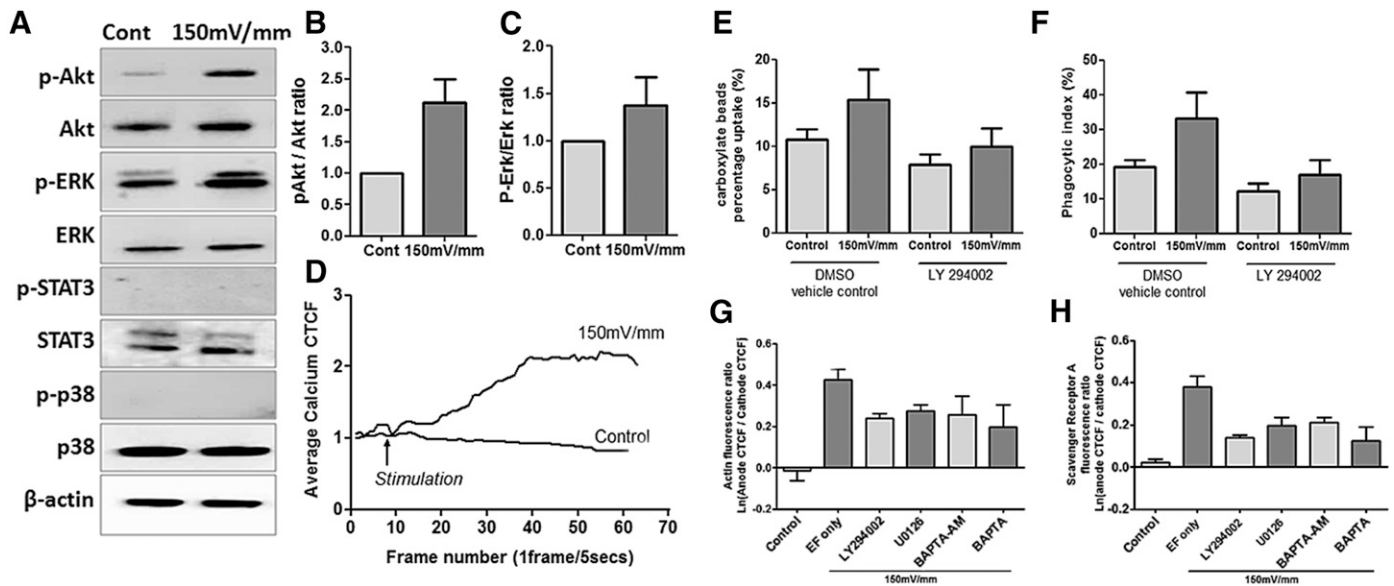 A
Cont 150mV/mm
p-Akt
Akt
p-ERK
ERK
p-STAT3
STAT3
p-p38
p38
β-actin
B
pAkt / Akt ratio
3.0
2.5
2.0
1.5
1.0
0.5
0.0
Cont 150mV/mm
C
P-Erk/Erk ratio
2.0
1.5
1.0
0.5
0.0
Cont 150mV/mm
D
Average Calcium CTCF
3
2
1
0
150mV/mm
Control
Stimulation
0 10 20 30 40 50 60 70
Frame number (1frame/5secs)
E
carboxylate beads
percentage uptake (%)
20
15
10
5
0
Control 150mV/mm Control 150mV/mm
DMSO
vehicle control
LY 294002
F
Phagocytic index (%)
50
40
30
20
10
0
Control 150mV/mm Control 150mV/mm
DMSO
vehicle control
LY 294002
G
Actin fluorescence ratio
Ln(Anode CTCF / Cathode CTCF)
0.6
0.4
0.2
0.0
-0.2
Control
EF only
LY294002
U0126
BAPTA-AM
BAPTA
150mV/mm
H
Scavenger Receptor A
fluorescence ratio
Ln(anode CTCF / cathode CTCF)
0.6
0.4
0.2
0.0
-0.2
Control
EF only
LY294002
U0126
BAPTA-AM
BAPTA
150mV/mm